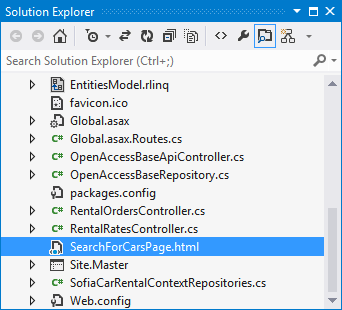 Solution Explorer
Search Solution Explorer (Ctrl+;)
EntitiesModel.rlinq
favicon.ico
Global.asax
C# Global.asax.Routes.cs
C# OpenAccessBaseApiController.cs
C# OpenAccessBaseRepository.cs
packages.config
C# RentalOrdersController.cs
C# RentalRatesController.cs
SearchForCarsPage.html
Site.Master
C# SofiaCarRentalContextRepositories.cs
Web.config